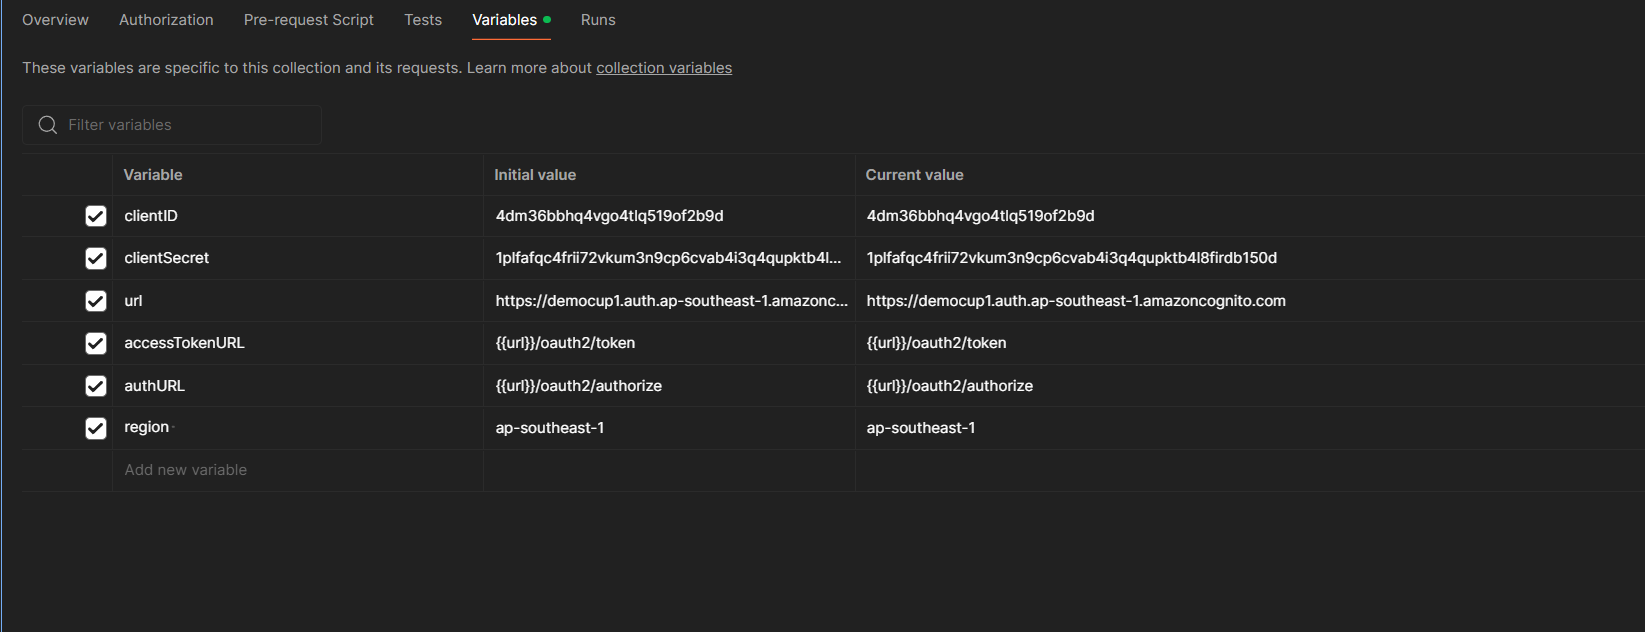 Overview Authorization Pre-request Script Tests Variables Runs
These variables are specific to this collection and its requests. Learn more about collection variables
Filter variables
Variable Initial value Current value
clientID 4dm36bbhq4vgo4tlq519of2b9d 4dm36bbhq4vgo4tlq519of2b9d
clientSecret 1plfafqc4frii72vkum3n9cp6cvab4i3q4qupktb4l... 1plfafqc4frii72vkum3n9cp6cvab4i3q4qupktb4l8firdb150d
url https://democup1.auth.ap-southeast-1.amazonc... https://democup1.auth.ap-southeast-1.amazoncognito.com
accessTokenURL {{url}}/oauth2/token {{url}}/oauth2/token
authURL {{url}}/oauth2/authorize {{url}}/oauth2/authorize
region ap-southeast-1 ap-southeast-1
Add new variable